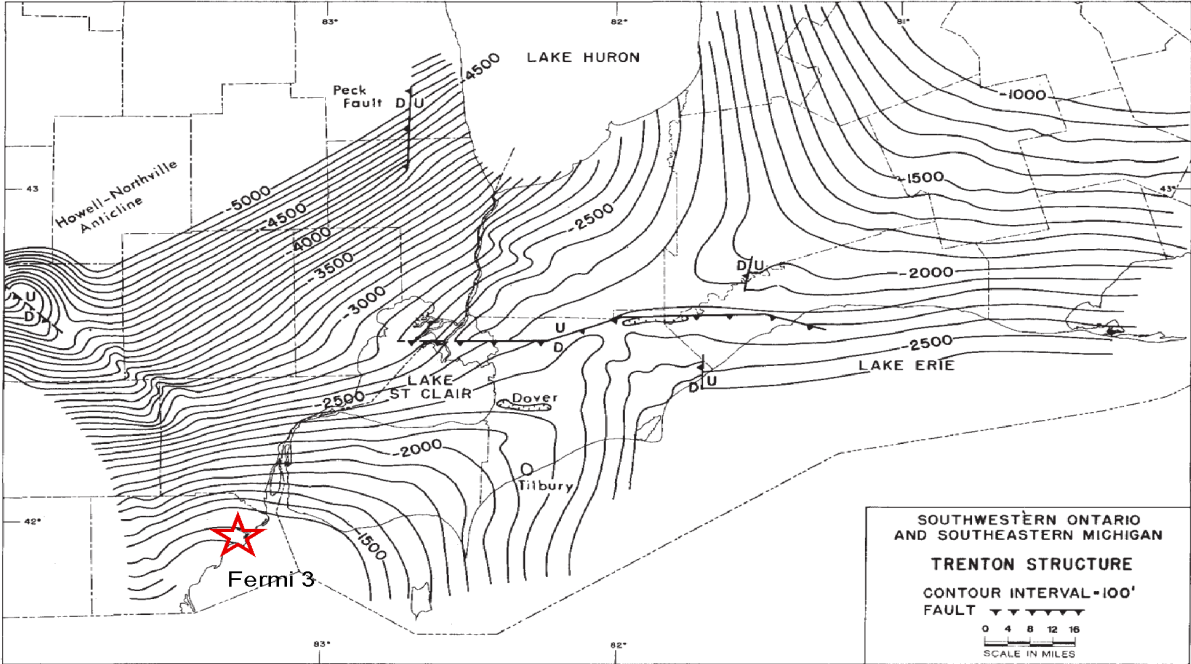 83°
82°
81°
LAKE HURON
-4500
Peck
Fault
D U
-1000
Howell-Northville
Anticline
43
-5000
-4500
-4000
-3500
-3000
-2500
-1500
43°
D U
-2000
U
D
U
D
-2500
LAKE ERIE
LAKE
ST CLAIR
D U
-2500
Dover
-2000
Tilbury
42°
-1500
Fermi 3
83°
82°
SOUTHWESTERN ONTARIO
AND SOUTHEASTERN MICHIGAN
TRENTON STRUCTURE
CONTOUR INTERVAL-100'
FAULT
0 4 8 12 16
SCALE IN MILES